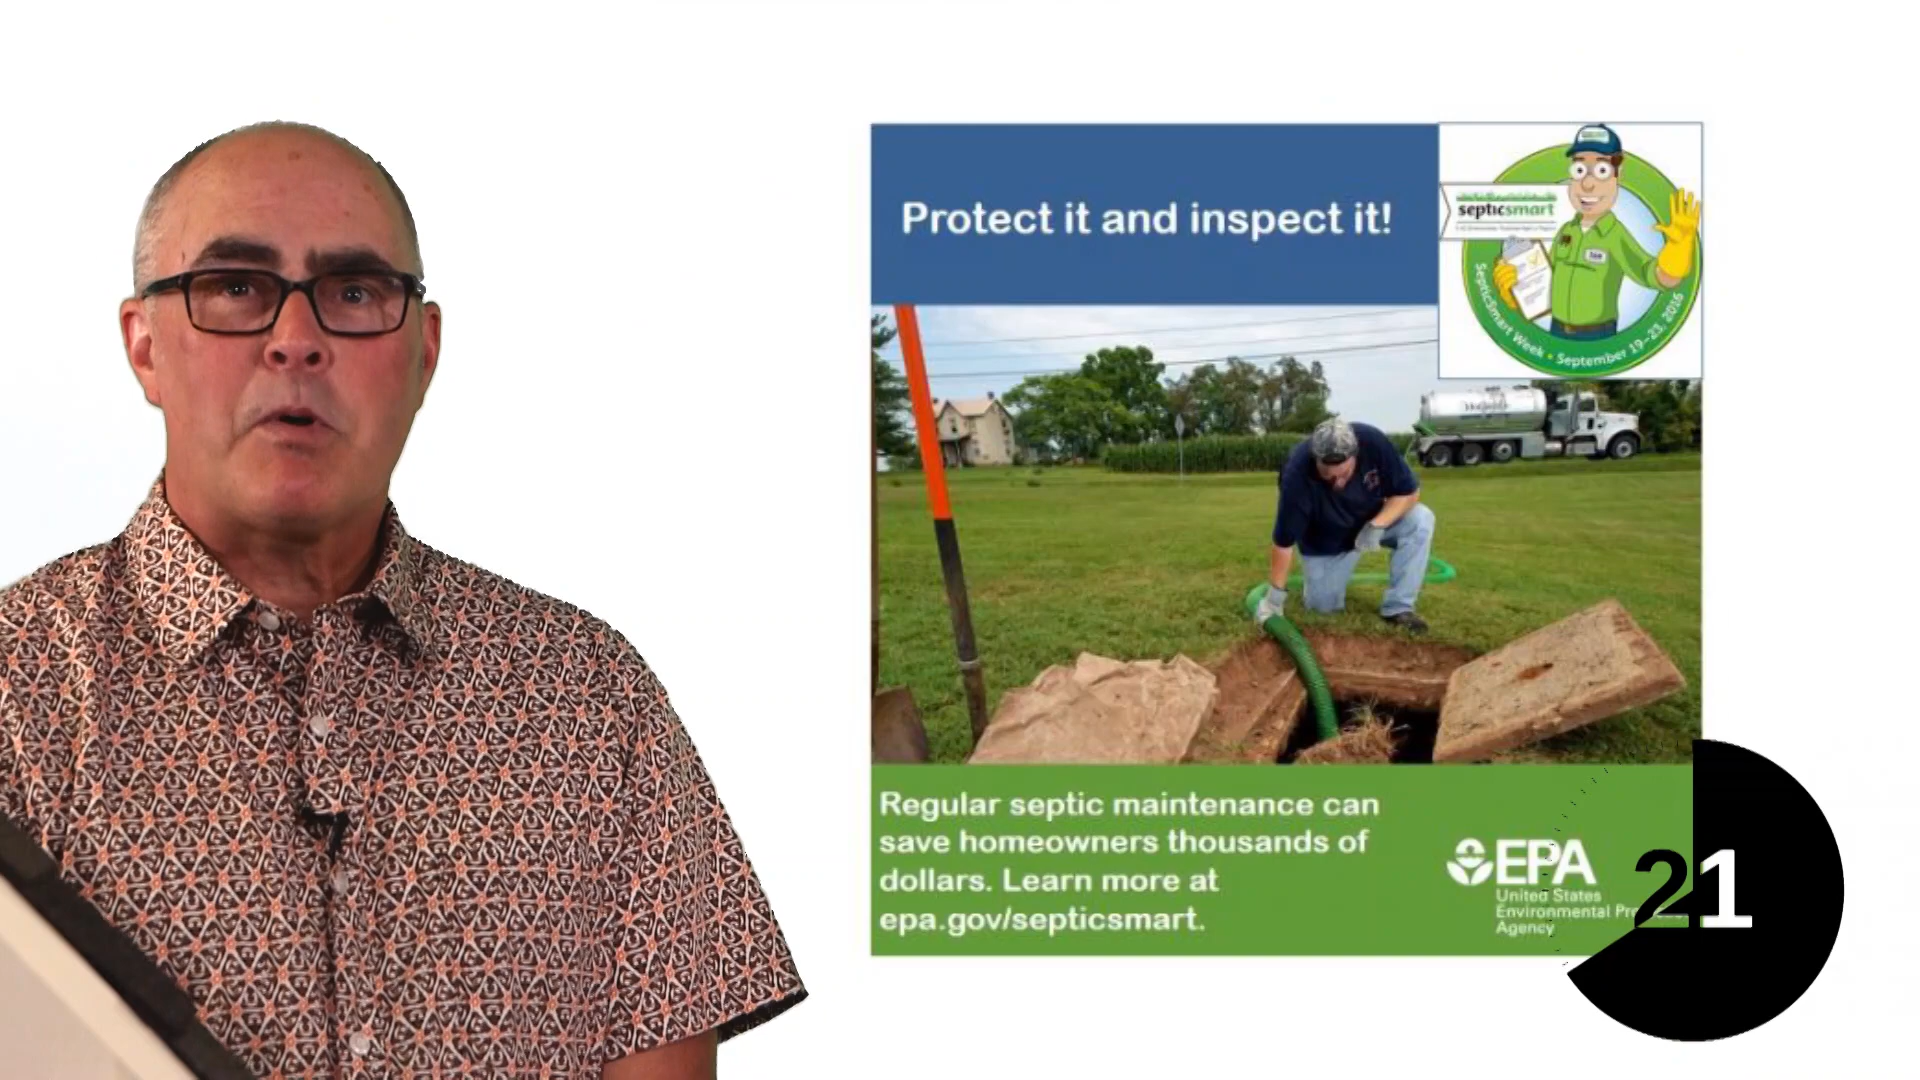 Protect it and inspect it!
septicsmart
SepticSmart Week • September 19–23, 2016
Regular septic maintenance can
save homeowners thousands of
dollars. Learn more at
epa.gov/septicsmart.
EPA
United States
Environmental
Agency
21